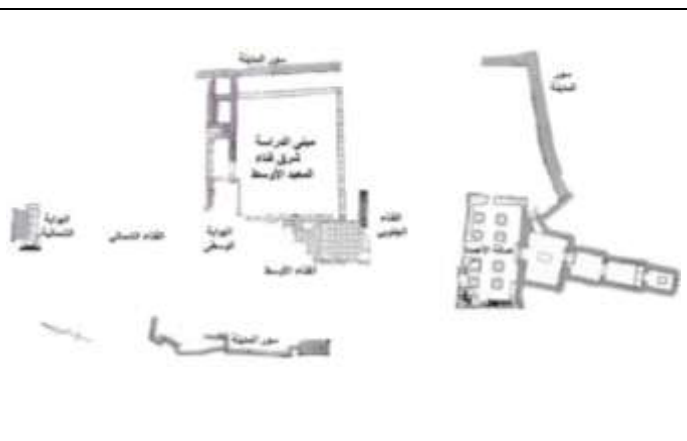 سور المدينة
سور
المدينة
مبنى الدراسة
شرق فناء
المعبد الأوسط
البوابة
الشمالية
الفناء الشمالي
البوابة
الوسطى
الفناء
الجنوبي
الفناء الأوسط
صالة الأعمدة
سور المدينة